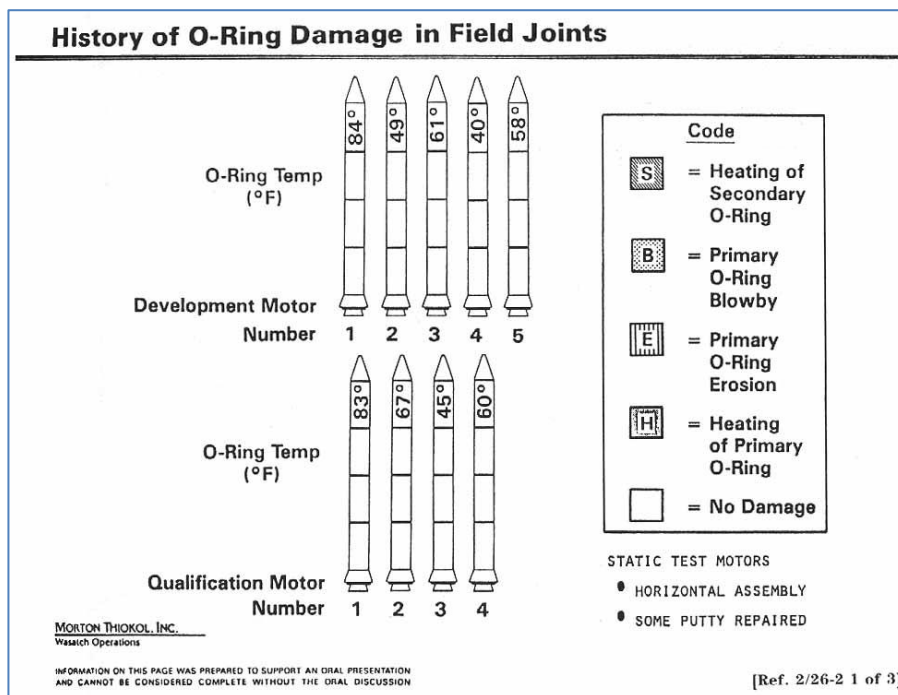 History of O-Ring Damage in Field Joints
84° 49° 61° 40° 58°
O-Ring Temp
(°F)
Development Motor
Number 1 2 3 4 5
83° 67° 45° 60°
O-Ring Temp
(°F)
Qualification Motor
Number 1 2 3 4
Code
S = Heating of
Secondary
O-Ring
B = Primary
O-Ring
Blowby
E = Primary
O-Ring
Erosion
H = Heating
of Primary
O-Ring
= No Damage
STATIC TEST MOTORS
• HORIZONTAL ASSEMBLY
• SOME PUTTY REPAIRED
MORTON THIOKOL, INC.
Wasatch Operations
INFORMATION ON THIS PAGE WAS PREPARED TO SUPPORT AN ORAL PRESENTATION
AND CANNOT BE CONSIDERED COMPLETE WITHOUT THE ORAL DISCUSSION
[Ref. 2/26-2 1 of 3]